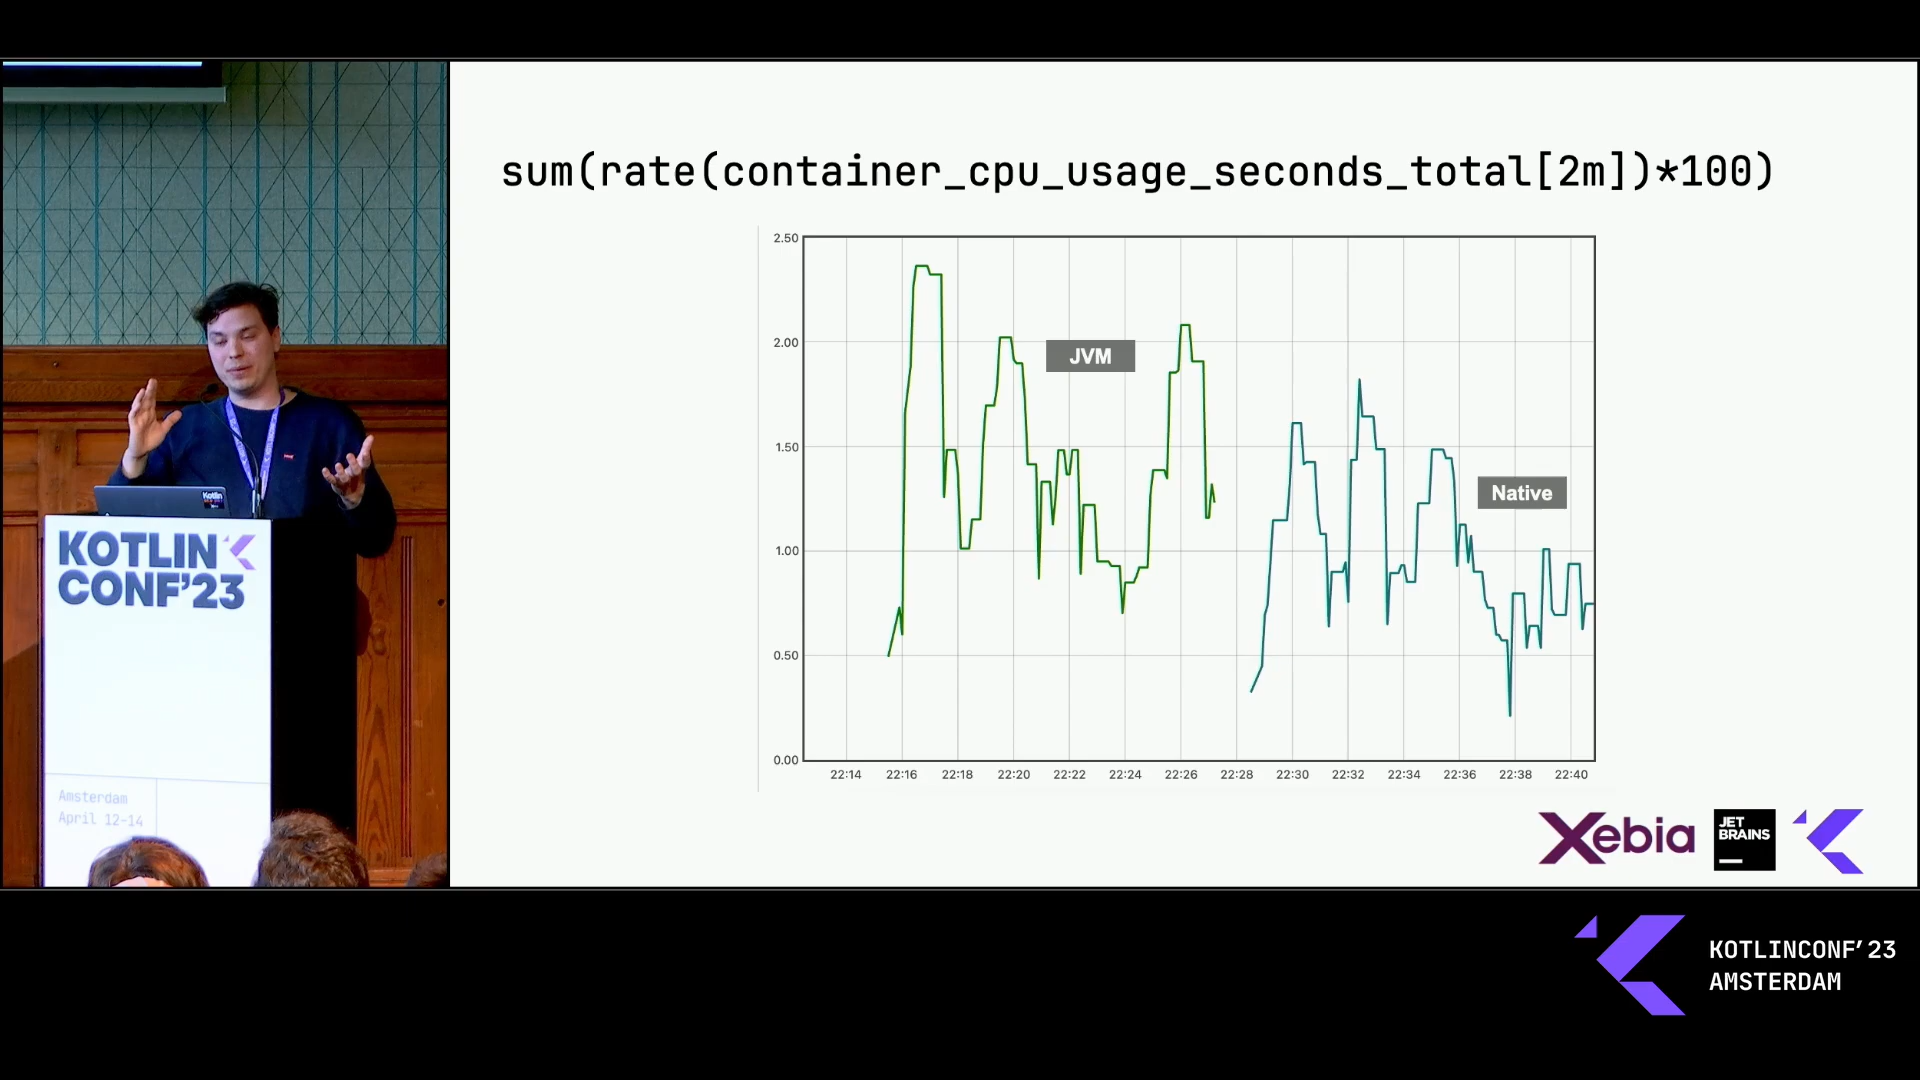 sum(rate(container_cpu_usage_seconds_total[2m])*100)
2.50
2.00
1.50
1.00
0.50
0.00
JVM
Native
22:14 22:16 22:18 22:20 22:22 22:24 22:26 22:28 22:30 22:32 22:34 22:36 22:38 22:40
Xebia
JET
BRAINS
Kotlin
KOTLIN
CONF'23
Amsterdam
April 12-14
KOTLINCONF'23
AMSTERDAM